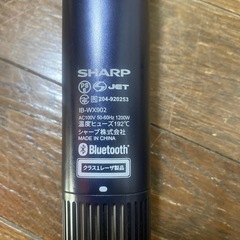 SHARP
JET
204-920253
IB-WX902
AC100V 50-60Hz 1200W
温度ヒューズ192℃
シャープ株式会社
MADE IN CHINA
Bluetooth
クラス1レーザ製品